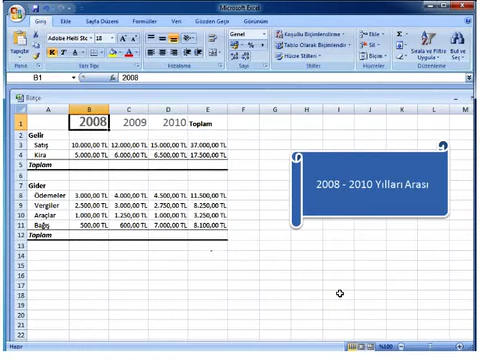 Microsoft Excel
Giriş Ekle Sayfa Düzeni Formüller Veri Gözden Geçir Görünüm
Yapıştır
Adobe Heiti Stc 18
Genel
Koşullu Biçimlendirme
Tablo Olarak Biçimlendir
Hücre Stilleri
Ekle
Sil
Biçim
Sırala ve Filtre Uygula
Bul ve Seç
Pano Yazı Tipi Hizalama Sayı Stiller Hücreler Düzenleme
B1 fx 2008
Bütçe
A B C D E F G H I J K L M
1 2008 2009 2010 Toplam
2 Gelir
3 Satış 10.000,00 TL 12.000,00 TL 15.000,00 TL 37.000,00 TL
4 Kira 5.000,00 TL 6.000,00 TL 6.500,00 TL 17.500,00 TL
5 Toplam
6
7 Gider
8 Ödemeler 3.000,00 TL 4.000,00 TL 4.500,00 TL 11.500,00 TL
9 Vergiler 2.500,00 TL 3.000,00 TL 2.750,00 TL 8.250,00 TL
10 Araçlar 1.000,00 TL 1.250,00 TL 1.000,00 TL 3.250,00 TL
11 Bağış 500,00 TL 600,00 TL 7.000,00 TL 8.100,00 TL
12 Toplam
13
14
15
16
17
18
19
20
21
22
23
2008 - 2010 Yılları Arası
Hazır %100